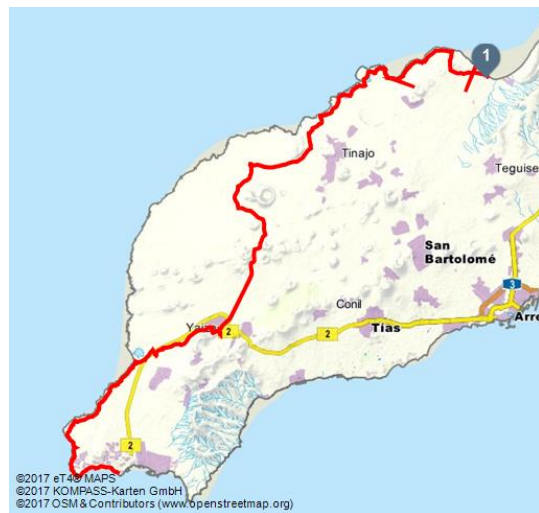 1
Tinajo
Teguise
San
Bartolomé
3
Conil
Arre
2
2
Tías
2
©2017 eT4® MAPS
©2017 KOMPASS-Karten GmbH
©2017 OSM & Contributors (www.openstreetmap.org)